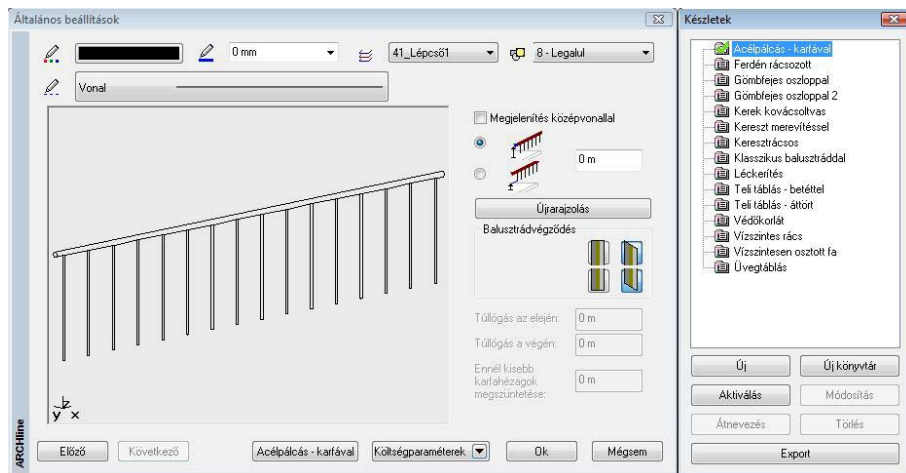 Általános beállítások
0 mm
41_Lépcső1
8 - Legalul
Vonal
Megjelenítés középvonallal
0 m
Újrarajzolás
Balusztrádvégződés
Túllógás az elején:
0 m
Túllógás a végén:
0 m
Ennél kisebb
karfahézagok
megszüntetése:
0 m
z
y x
ARCHline
Előző
Következő
Acélpálcás - karfával
Költségparaméterek
Ok
Mégsem
Készletek
Acélpálcás - karfával
Ferdén rácsozott
Gömbfejes oszloppal
Gömbfejes oszloppal 2
Kerek kovácsoltvas
Kereszt merevítéssel
Keresztrácsos
Klasszikus balusztráddal
Léckerítés
Teli táblás - betéttel
Teli táblás - áttört
Védőkorlát
Vízszintes rács
Vízszintesen osztott fa
Üvegtáblás
Új
Új könyvtár
Aktiválás
Módosítás
Átnevezés
Törlés
Export